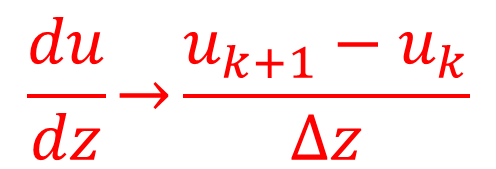 du/dz → (u_{k+1} − u_k)/Δz